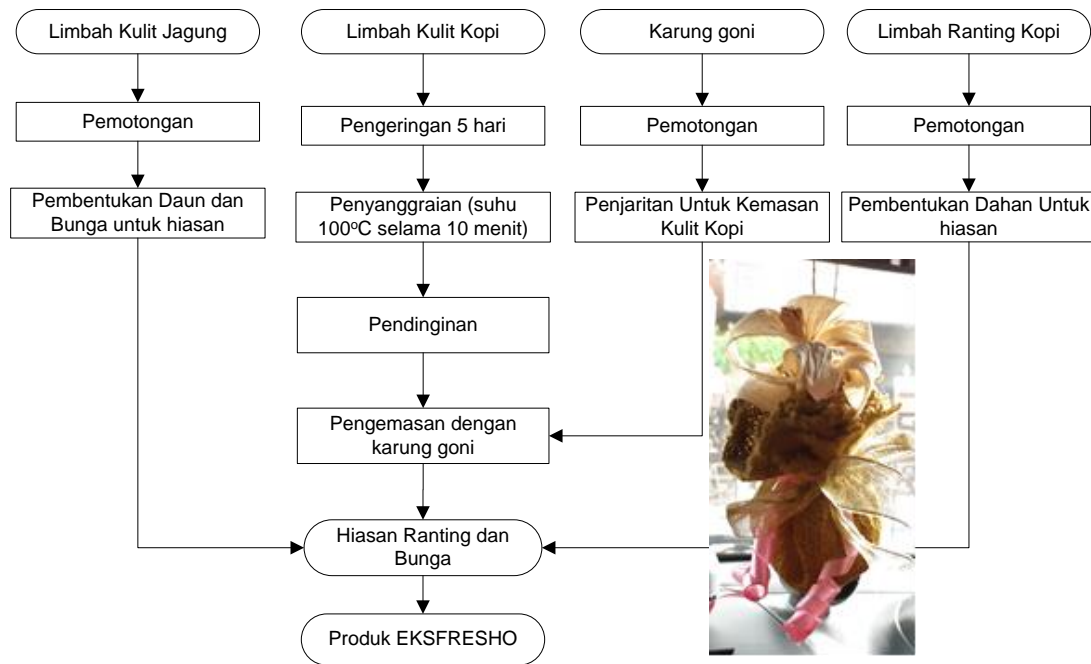 Limbah Kulit Jagung
Limbah Kulit Kopi
Karung goni
Limbah Ranting Kopi
Pemotongan
Pengeringan 5 hari
Pemotongan
Pemotongan
Pembentukan Daun dan
Bunga untuk hiasan
Penyanggraian (suhu
100ºC selama 10 menit)
Penjaritan Untuk Kemasan
Kulit Kopi
Pembentukan Dahan Untuk
hiasan
Pendinginan
Pengemasan dengan
karung goni
Hiasan Ranting dan
Bunga
Produk EKSFRESHO